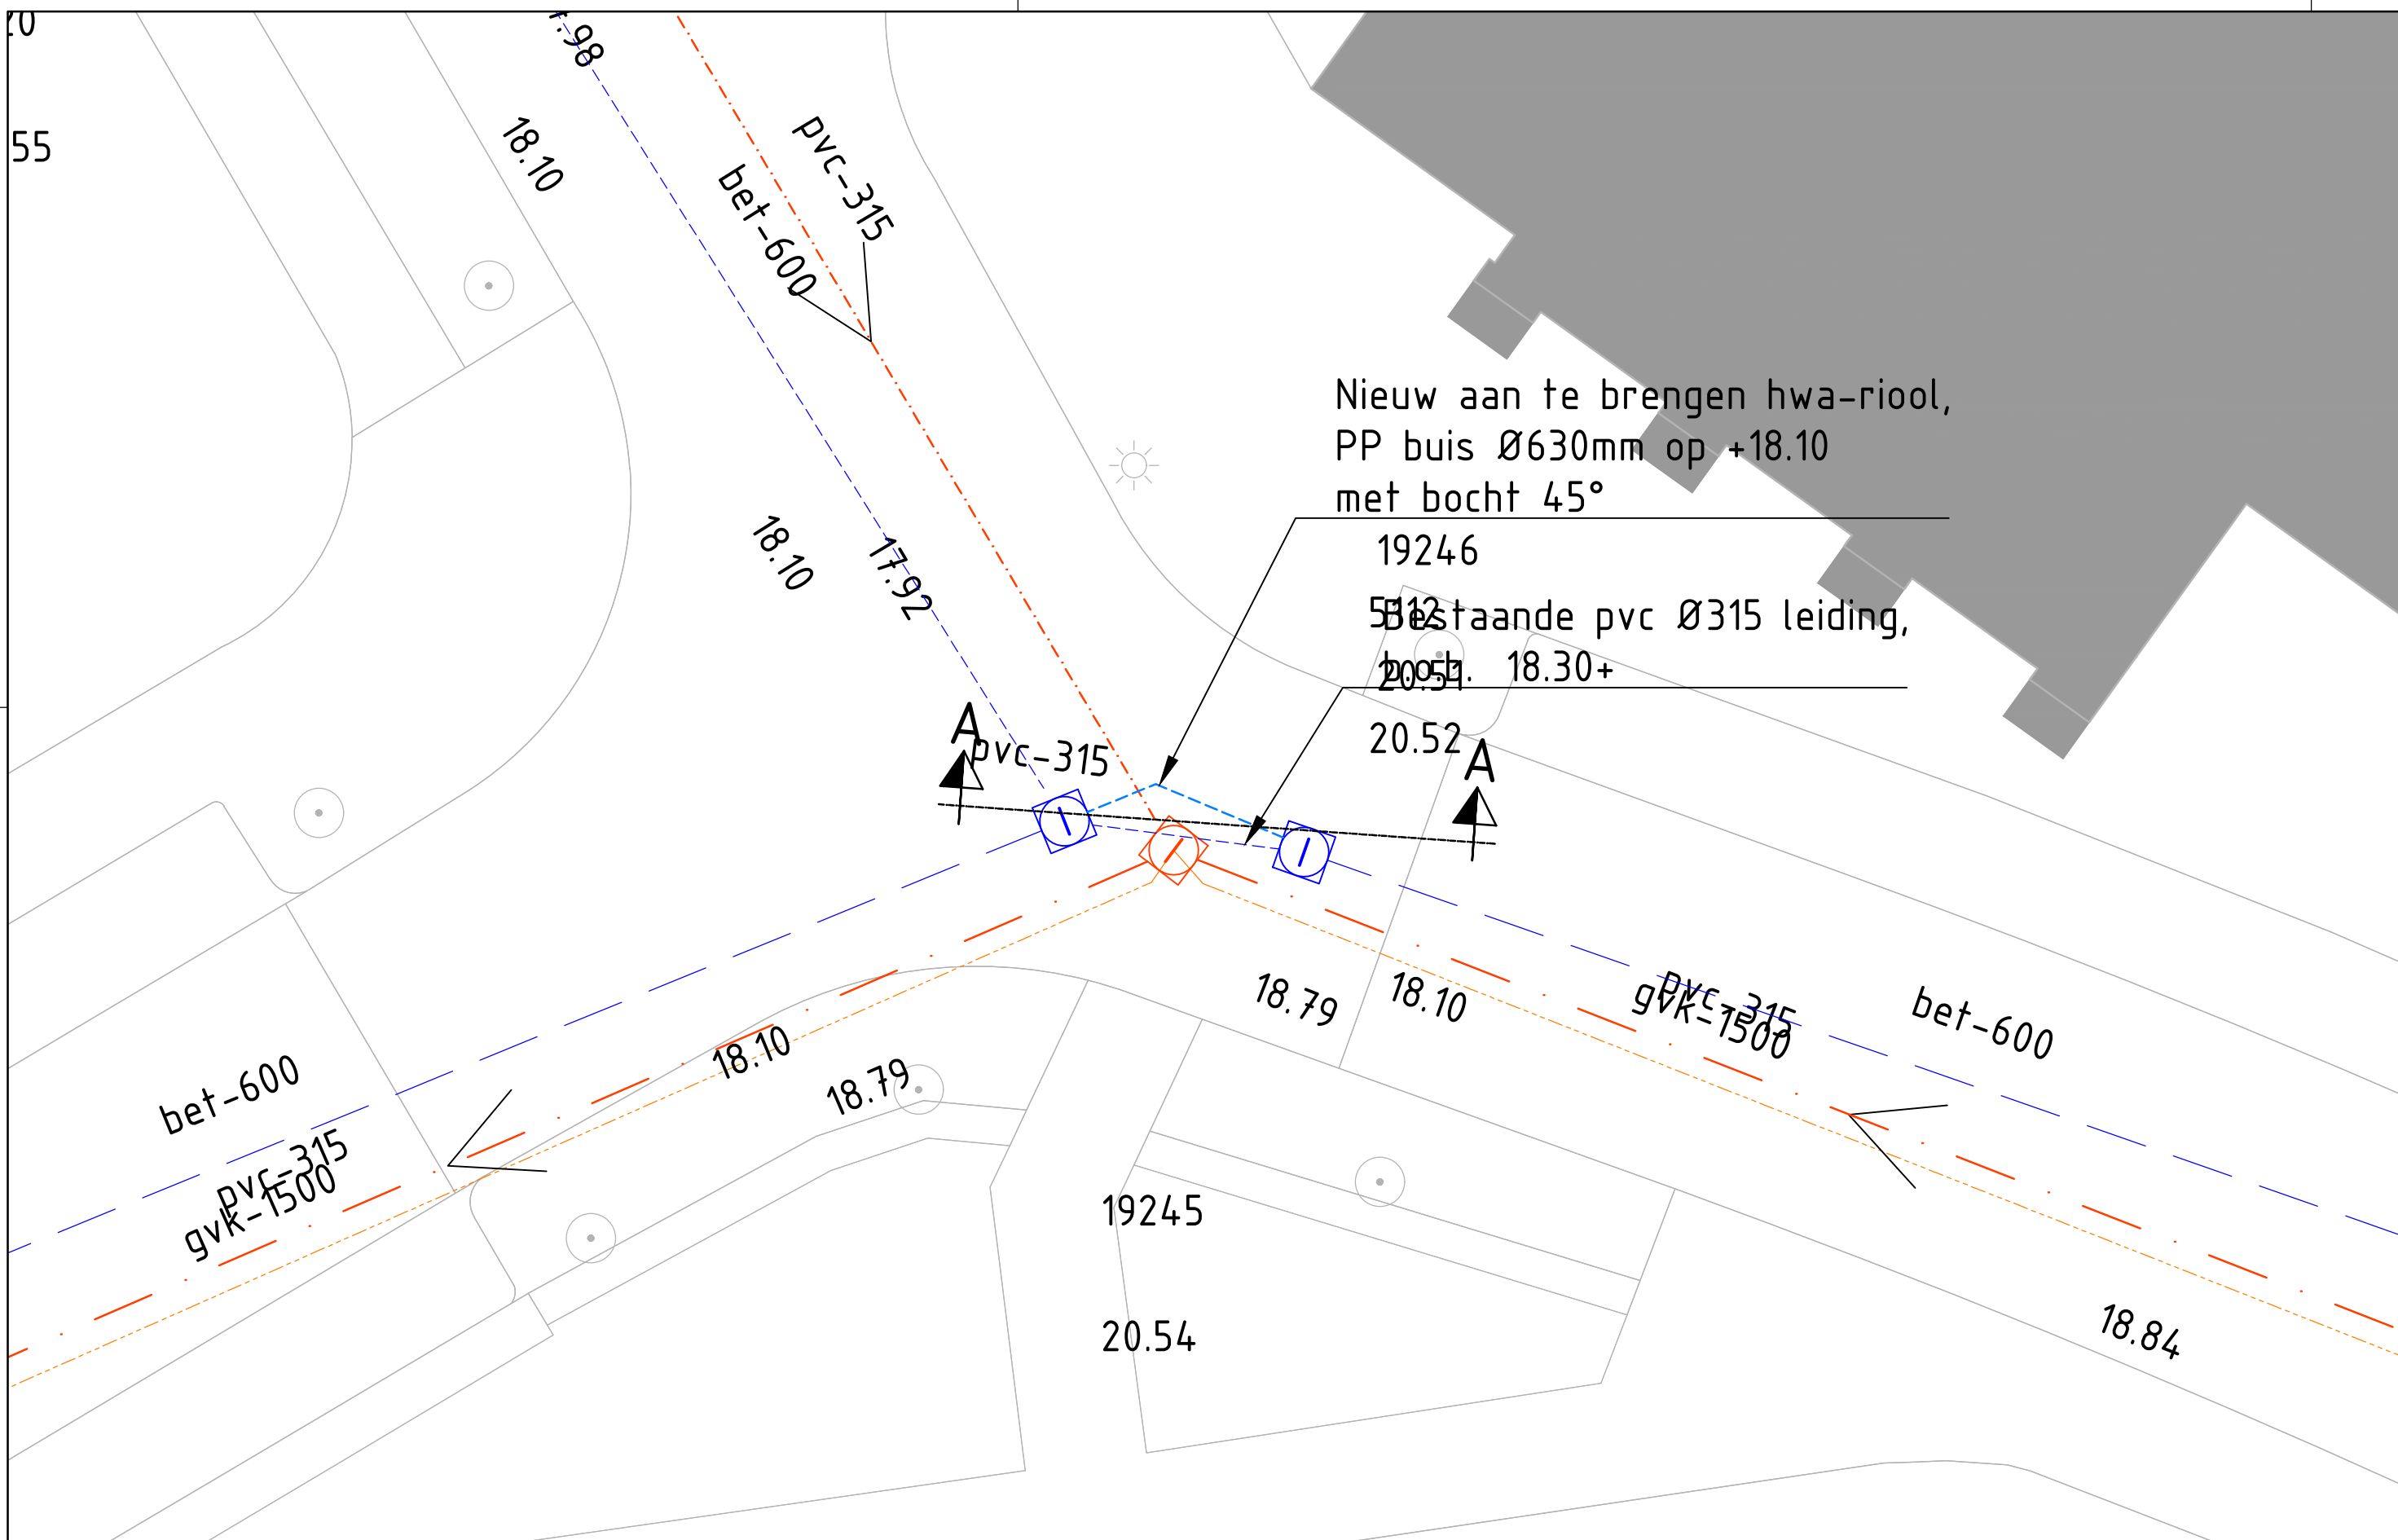 55
18.10
pvc-315
bet-600
Nieuw aan te brengen hwa-riool,
PP buis Ø630mm op +18.10
met bocht 45°
19246
18.10
17.92
Bestaande pvc Ø315 leiding,
b.o.b. 18.30+
20.51
20.52
A
A
pvc-315
18.79
18.10
pvc-315
gvk-1500
bet-600
18.10
18.79
bet-600
pvc-315
gvk-1500
19245
20.54
18.84